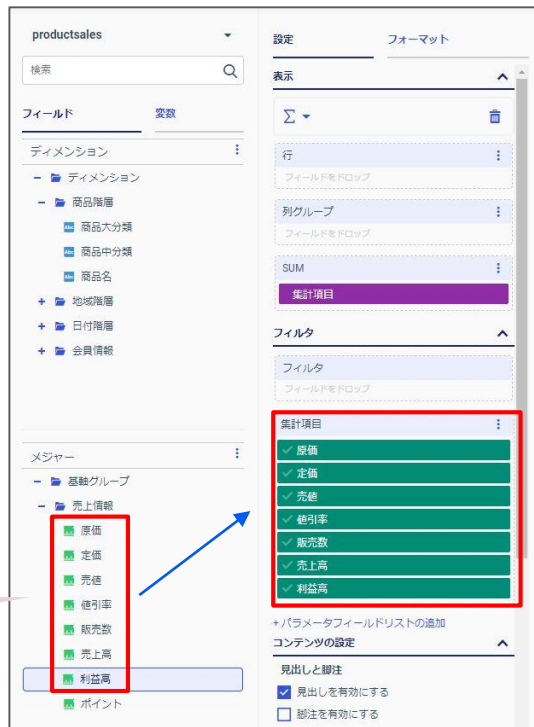 productsales
検索
フィールド
変数
ディメンション
ディメンション
商品階層
商品大分類
商品中分類
商品名
地域階層
日付階層
会員情報
メジャー
基軸グループ
売上情報
原価
定価
売値
値引率
販売数
売上高
利益高
ポイント
設定
フォーマット
表示
Σ
行
フィールドをドロップ
列グループ
フィールドをドロップ
SUM
集計項目
フィルタ
フィルタ
フィールドをドロップ
集計項目
原価
定価
売値
値引率
販売数
売上高
利益高
+パラメータフィールドリストの追加
コンテンツの設定
見出しと脚注
見出しを有効にする
脚注を有効にする